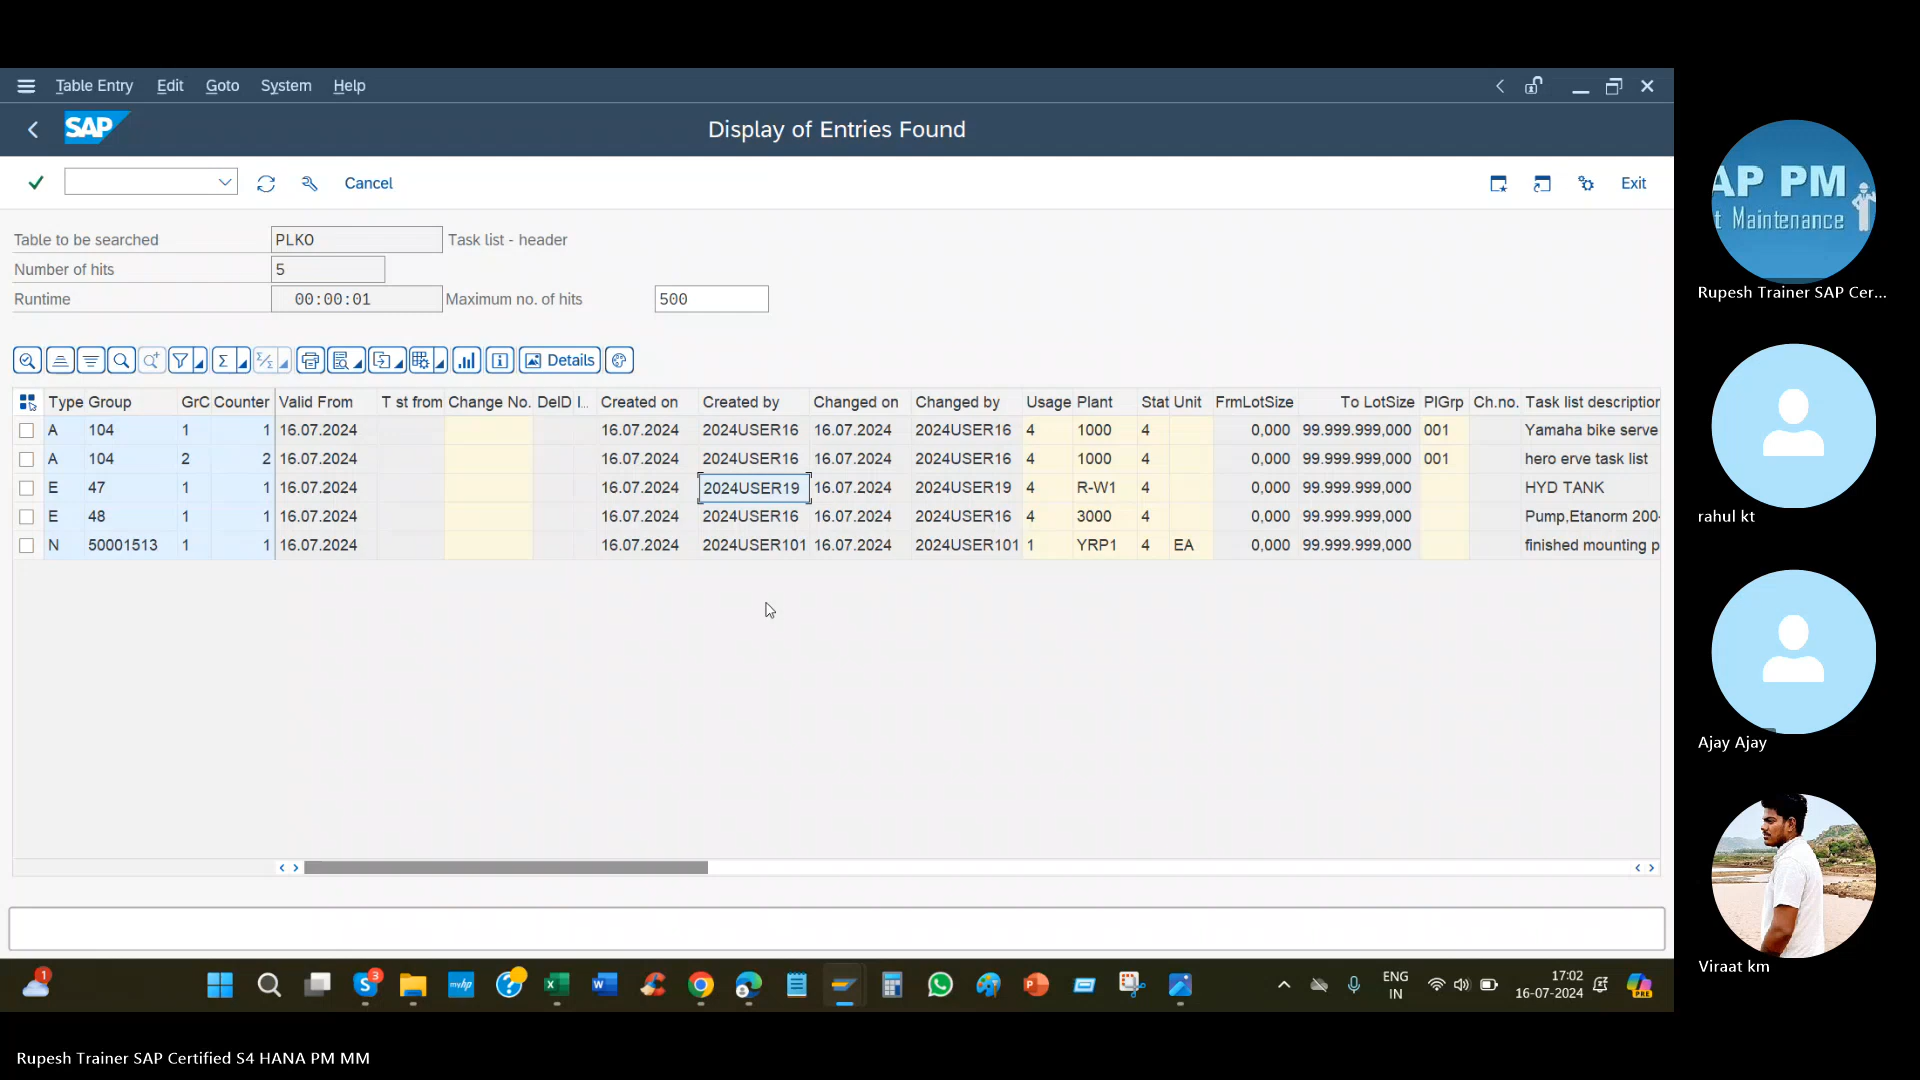 Table Entry Edit Goto System Help
SAP Display of Entries Found
Cancel Exit
Table to be searched PLKO Task list - header
Number of hits 5
Runtime 00:00:01 Maximum no. of hits 500
Details
Type Group GrC Counter Valid From T st from Change No. DelD I... Created on Created by Changed on Changed by Usage Plant Stat Unit FrmLotSize To LotSize PlGrp Ch.no. Task list description
A 104 1 1 16.07.2024 16.07.2024 2024USER16 16.07.2024 2024USER16 4 1000 4 0,000 99.999.999,000 001 Yamaha bike serve
A 104 2 2 16.07.2024 16.07.2024 2024USER16 16.07.2024 2024USER16 4 1000 4 0,000 99.999.999,000 001 hero erve task list
E 47 1 1 16.07.2024 16.07.2024 2024USER19 16.07.2024 2024USER19 4 R-W1 4 0,000 99.999.999,000 HYD TANK
E 48 1 1 16.07.2024 16.07.2024 2024USER16 16.07.2024 2024USER16 4 3000 4 0,000 99.999.999,000 Pump,Etanorm 200-
N 50001513 1 1 16.07.2024 16.07.2024 2024USER101 16.07.2024 2024USER101 1 YRP1 4 EA 0,000 99.999.999,000 finished mounting p
1 3 myhp ENG 17:02
IN 16-07-2024 PRE
Rupesh Trainer SAP Certified S4 HANA PM MM
AP PM
t Maintenance
Rupesh Trainer SAP Cer...
rahul kt
Ajay Ajay
Viraat km